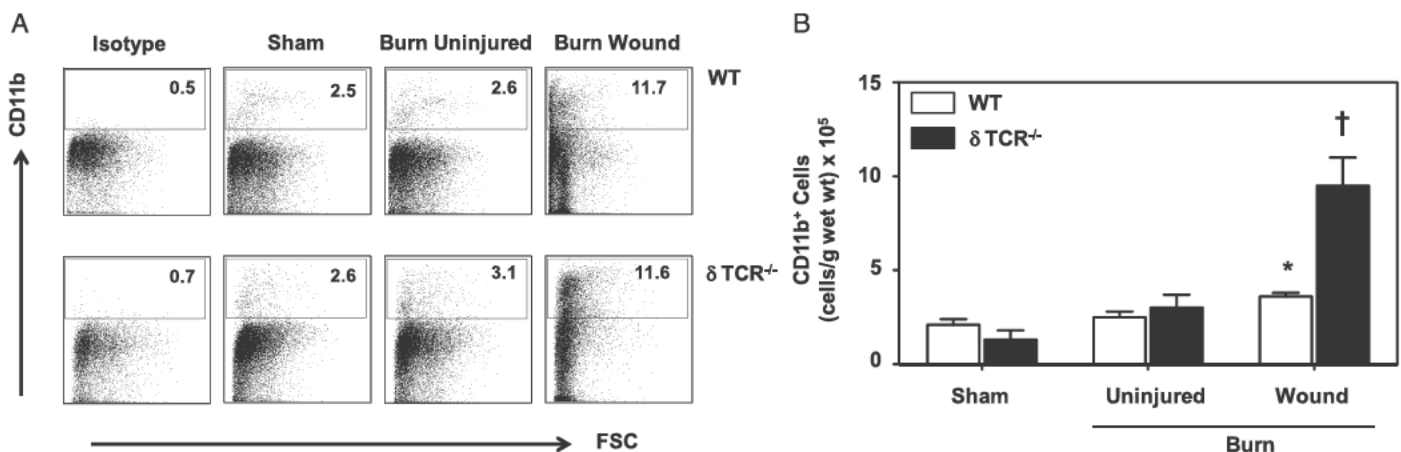 A
Isotype
Sham
Burn Uninjured
Burn Wound
CD11b
0.5
2.5
2.6
11.7
WT
0.7
2.6
3.1
11.6
δ TCR-/-
FSC
B
CD11b+ Cells
(cells/g wet wt) x 10⁵
15
10
5
0
WT
δ TCR-/-
*
†
Sham
Uninjured
Wound
Burn